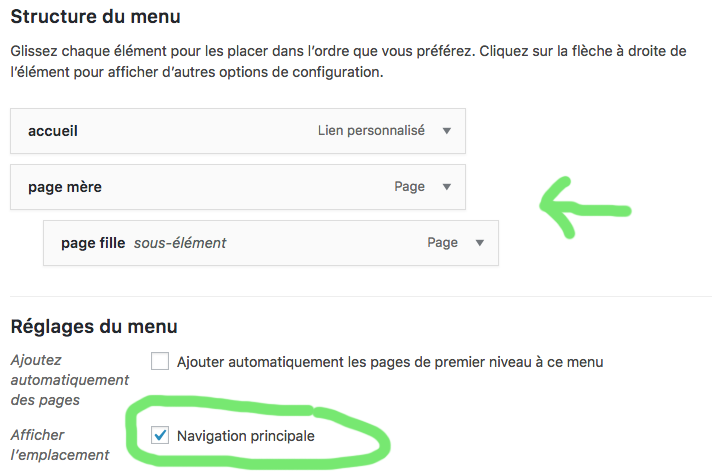 Structure du menu
Glissez chaque élément pour les placer dans l’ordre que vous préférez. Cliquez sur la flèche à droite de
l’élément pour afficher d’autres options de configuration.
accueil Lien personnalisé
page mère Page
page fille sous-élément Page
Réglages du menu
Ajoutez
automatiquement
des pages
Ajouter automatiquement les pages de premier niveau à ce menu
Afficher
l’emplacement
Navigation principale